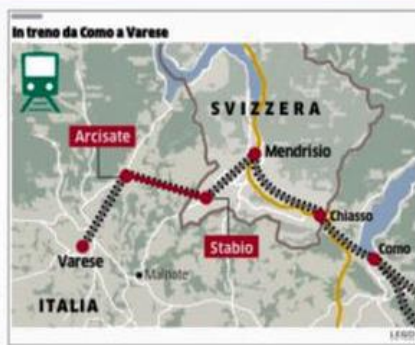 In treno da Como a Varese
SVIZZERA
Arcisate
Mendrisio
Chiasso
Stabio
Como
Varese
Malnate
ITALIA